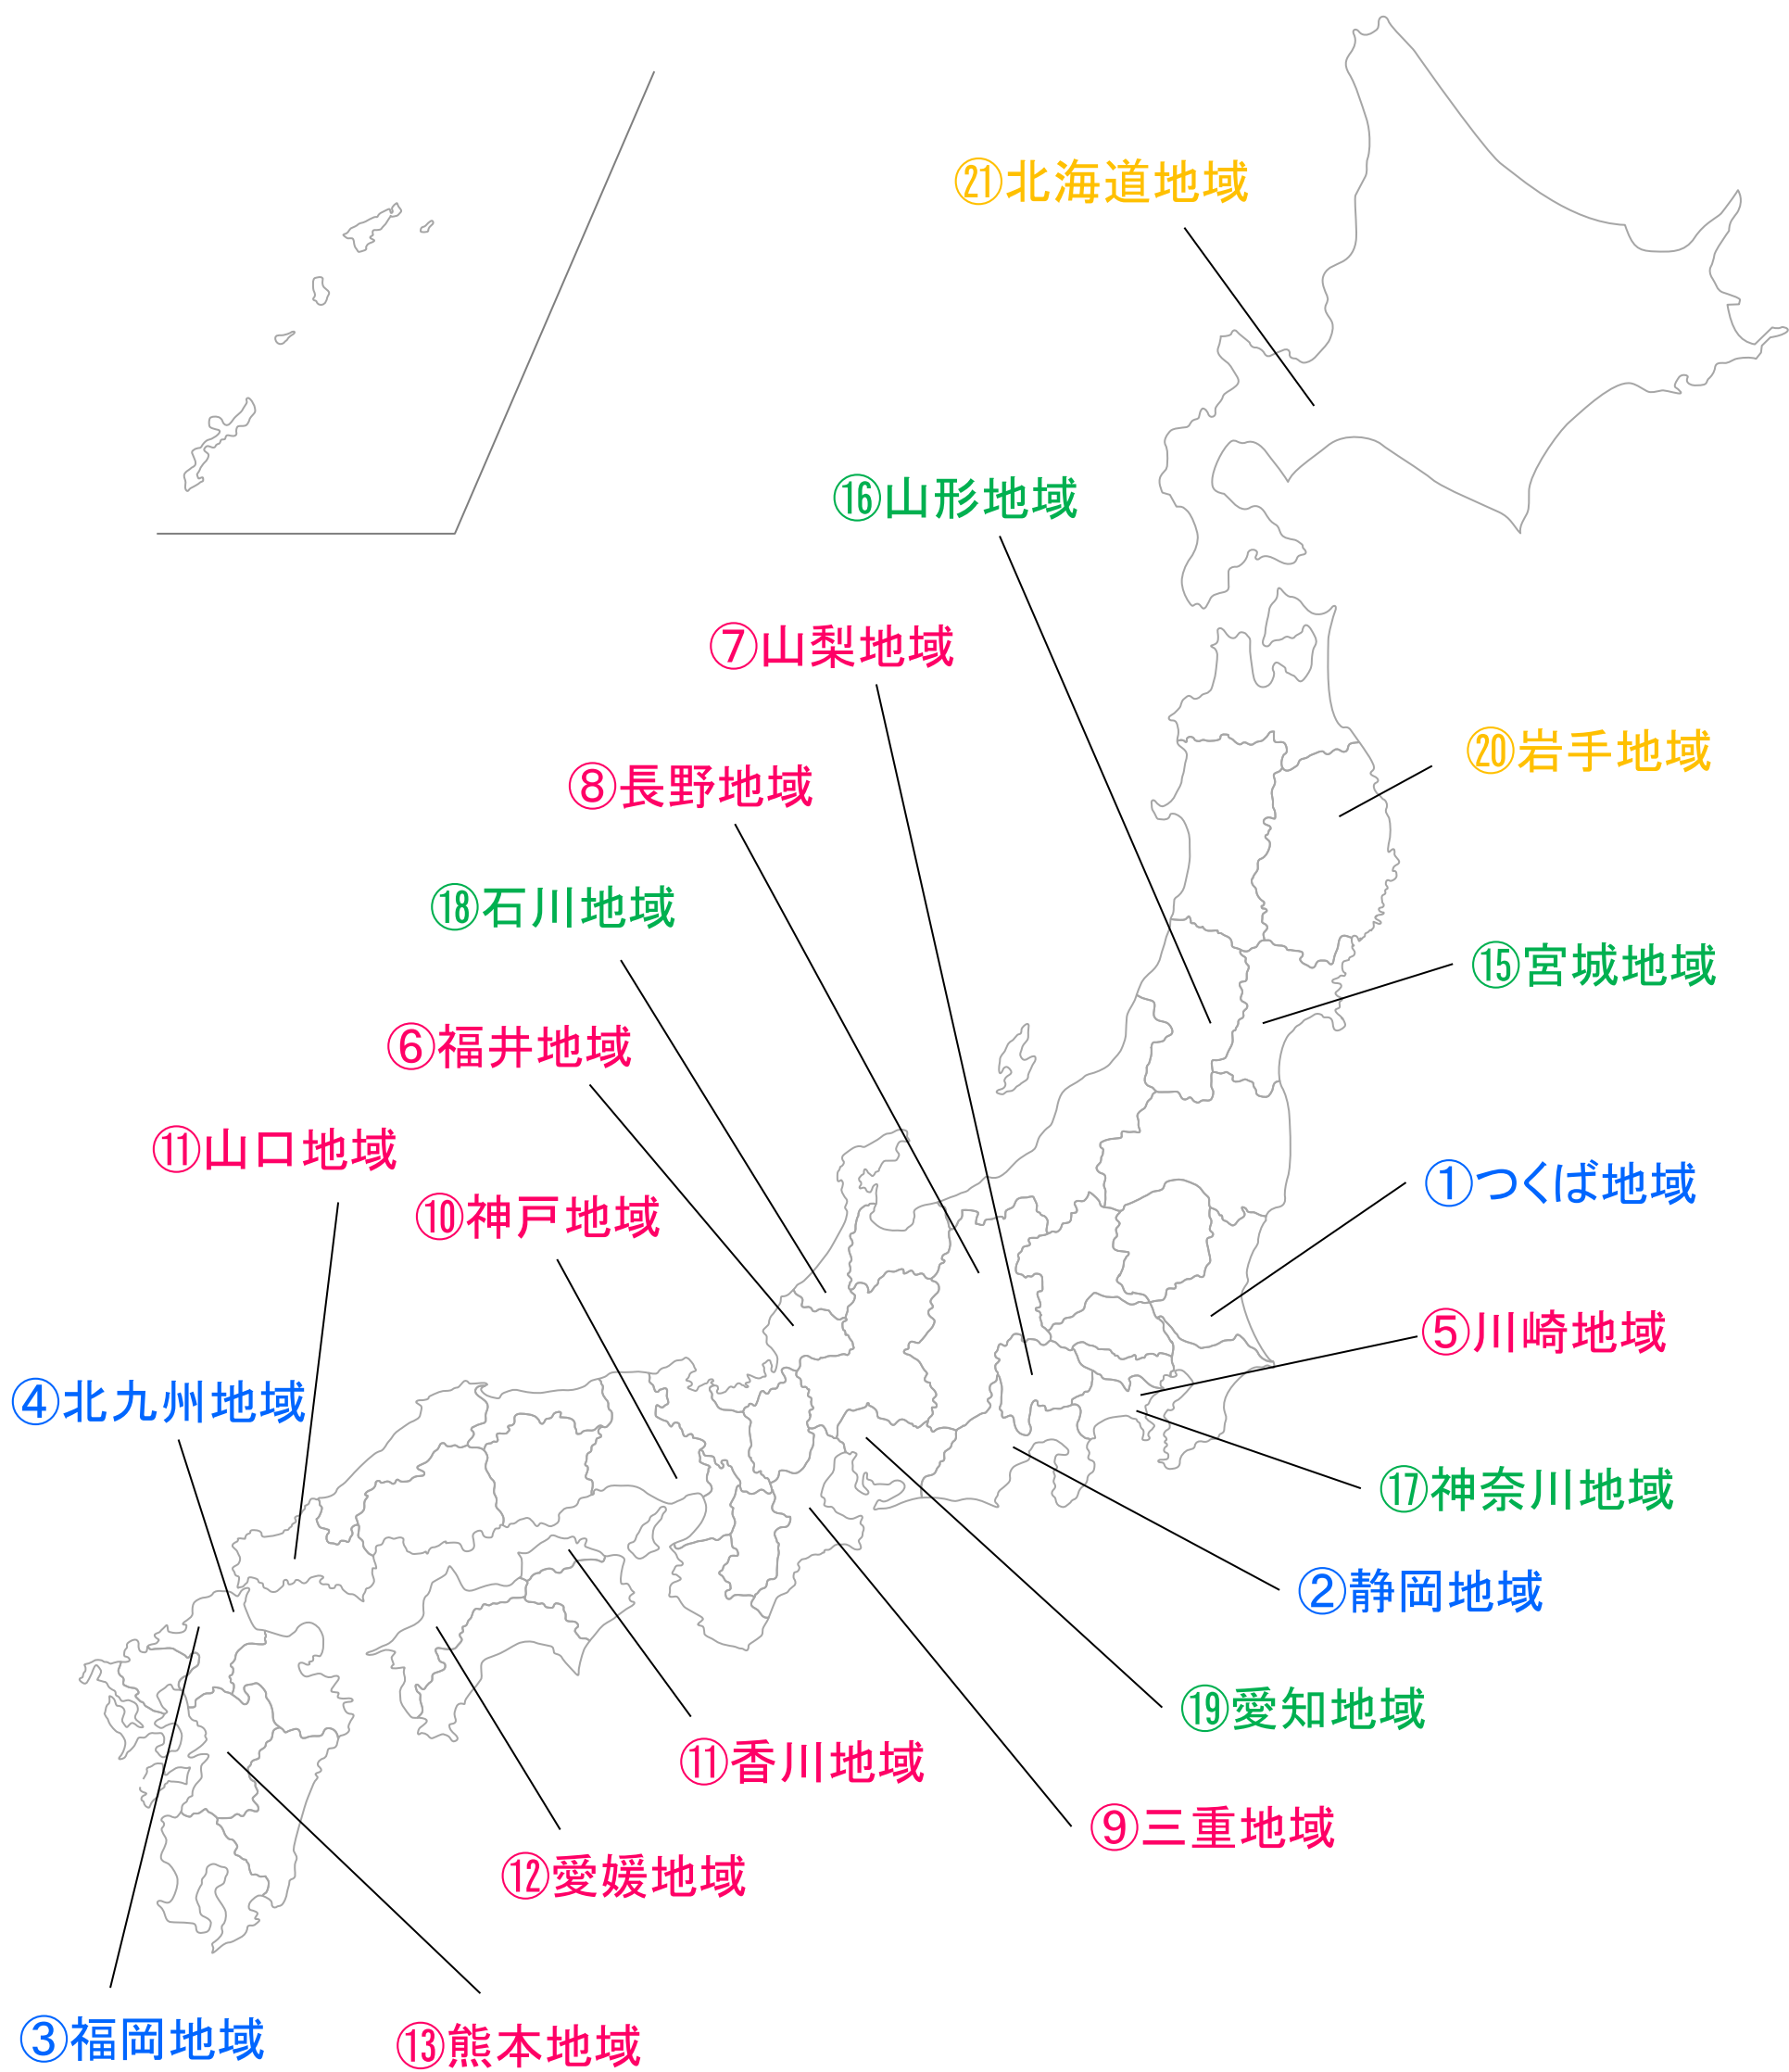 ㉑北海道地域
⑯山形地域
⑦山梨地域
⑳岩手地域
⑧長野地域
⑱石川地域
⑮宮城地域
⑥福井地域
⑪山口地域
①つくば地域
⑩神戸地域
⑤川崎地域
④北九州地域
⑰神奈川地域
②静岡地域
⑲愛知地域
⑪香川地域
⑨三重地域
⑫愛媛地域
③福岡地域
⑬熊本地域